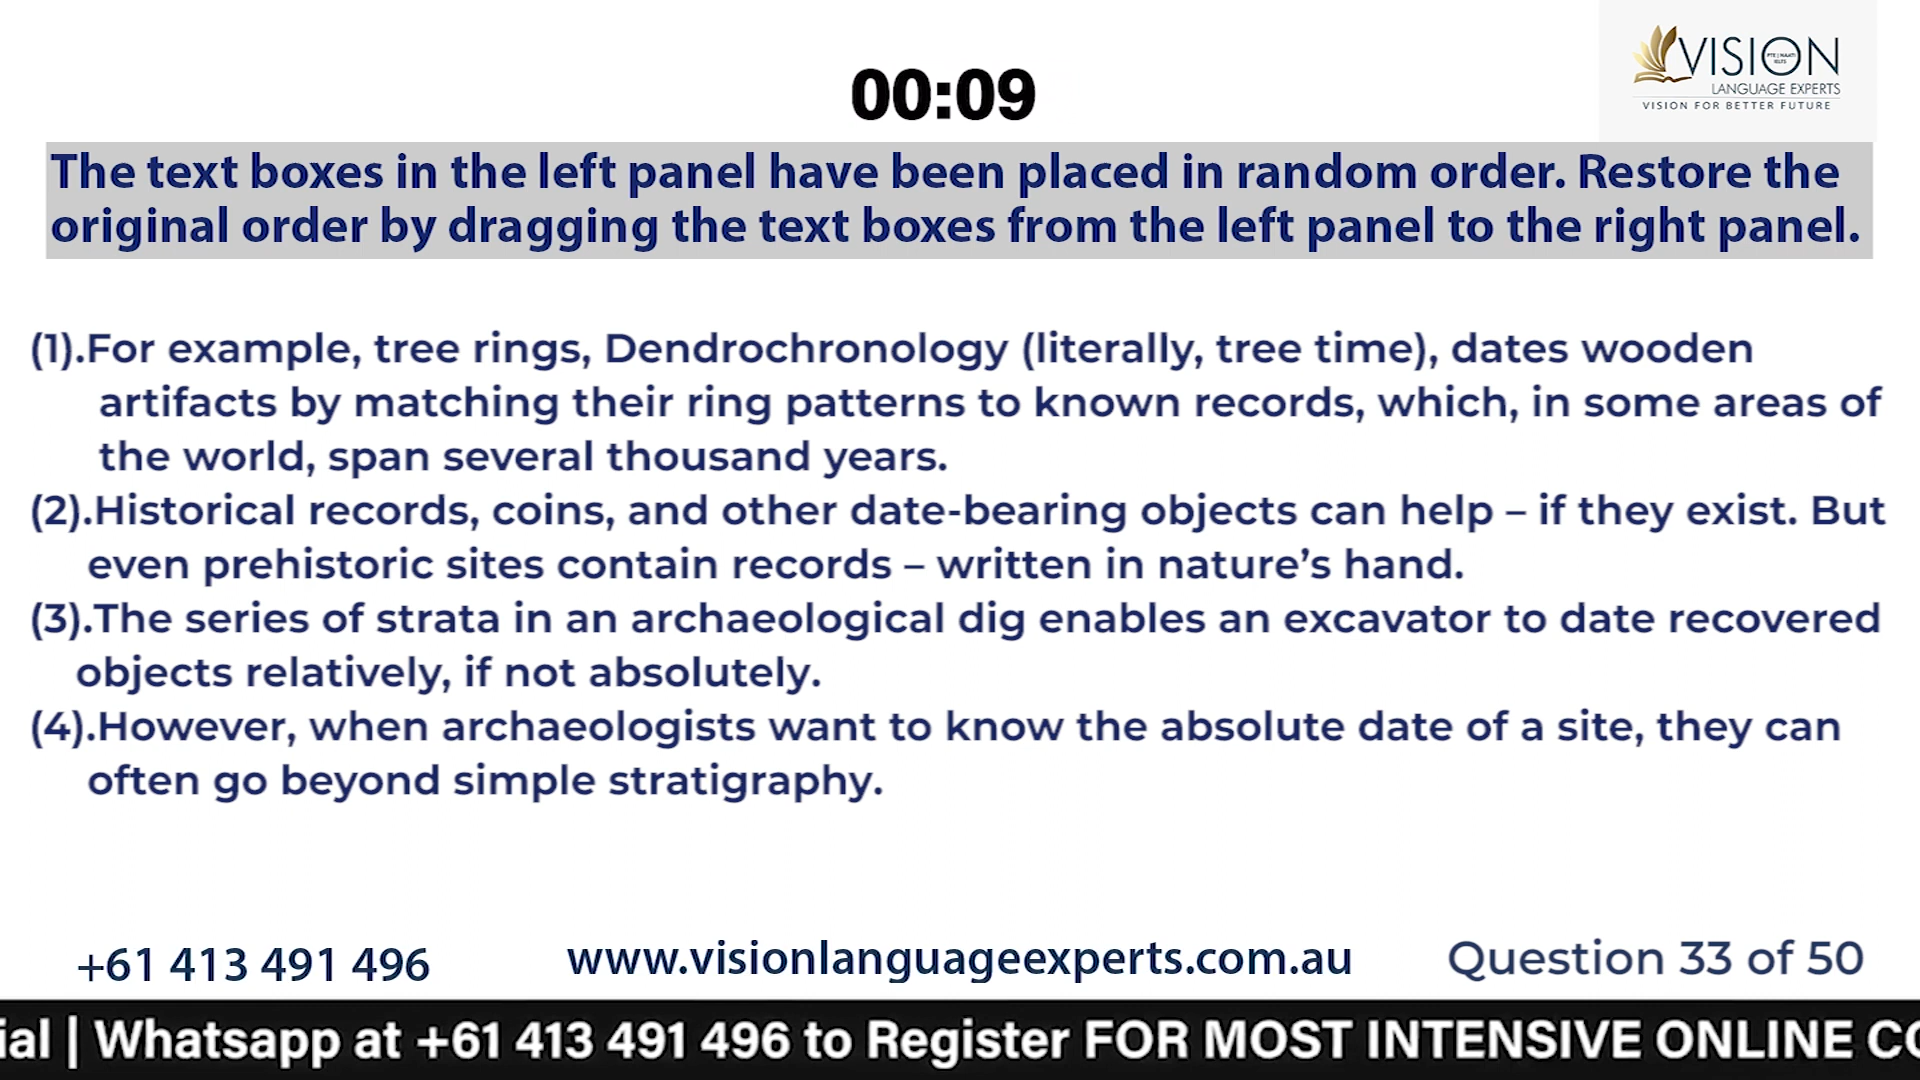 VISION
PTE | NAATI
IELTS
LANGUAGE EXPERTS
VISION FOR BETTER FUTURE
00:09
The text boxes in the left panel have been placed in random order. Restore the
original order by dragging the text boxes from the left panel to the right panel.
(1).For example, tree rings, Dendrochronology (literally, tree time), dates wooden
artifacts by matching their ring patterns to known records, which, in some areas of
the world, span several thousand years.
(2).Historical records, coins, and other date-bearing objects can help – if they exist. But
even prehistoric sites contain records – written in nature’s hand.
(3).The series of strata in an archaeological dig enables an excavator to date recovered
objects relatively, if not absolutely.
(4).However, when archaeologists want to know the absolute date of a site, they can
often go beyond simple stratigraphy.
+61 413 491 496
www.visionlanguageexperts.com.au
Question 33 of 50
ial | Whatsapp at +61 413 491 496 to Register FOR MOST INTENSIVE ONLINE CO